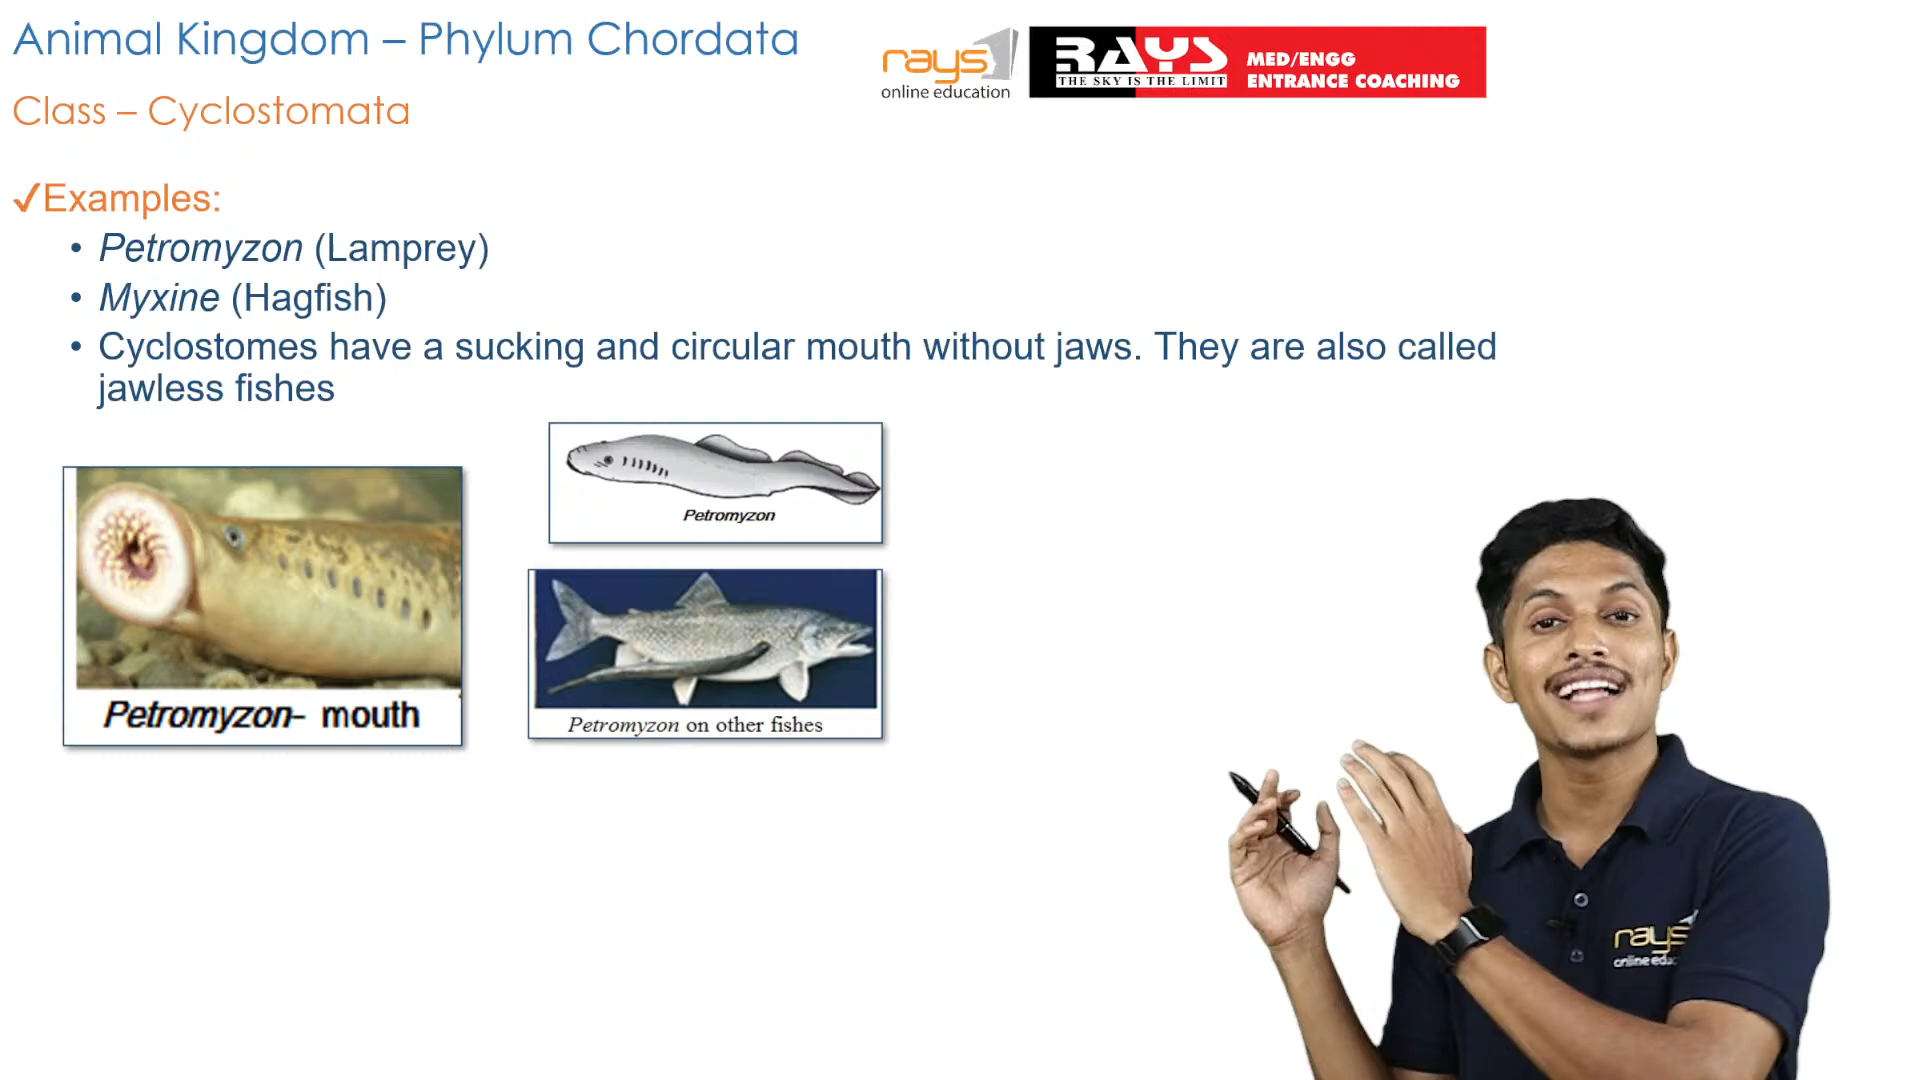 Animal Kingdom – Phylum Chordata
rays
online education
RAYS
THE SKY IS THE LIMIT
MED/ENGG
ENTRANCE COACHING
Class – Cyclostomata
✓Examples:
• Petromyzon (Lamprey)
• Myxine (Hagfish)
• Cyclostomes have a sucking and circular mouth without jaws. They are also called
jawless fishes
Petromyzon
Petromyzon– mouth
Petromyzon on other fishes
rays
online educ